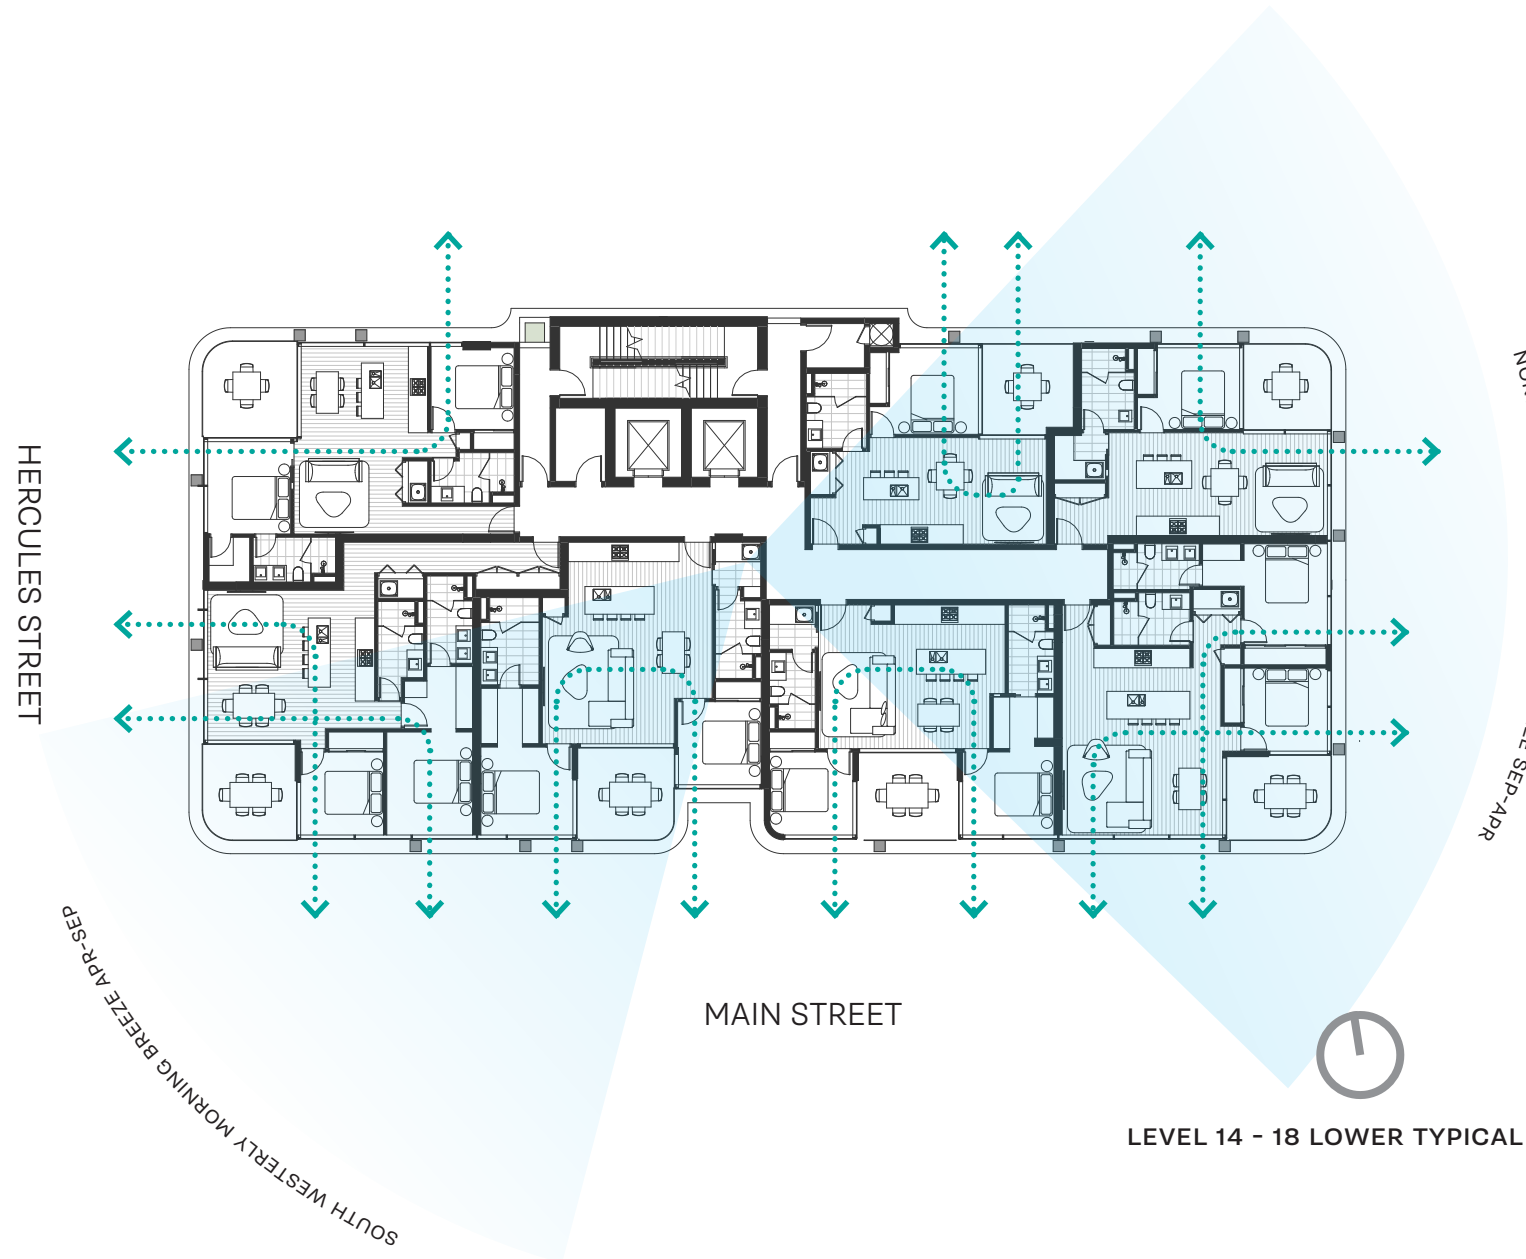 HERCULES STREET
MAIN STREET
SOUTH WESTERLY MORNING BREEZE APR-SEP
SEP-APR
LEVEL 14 - 18 LOWER TYPICAL